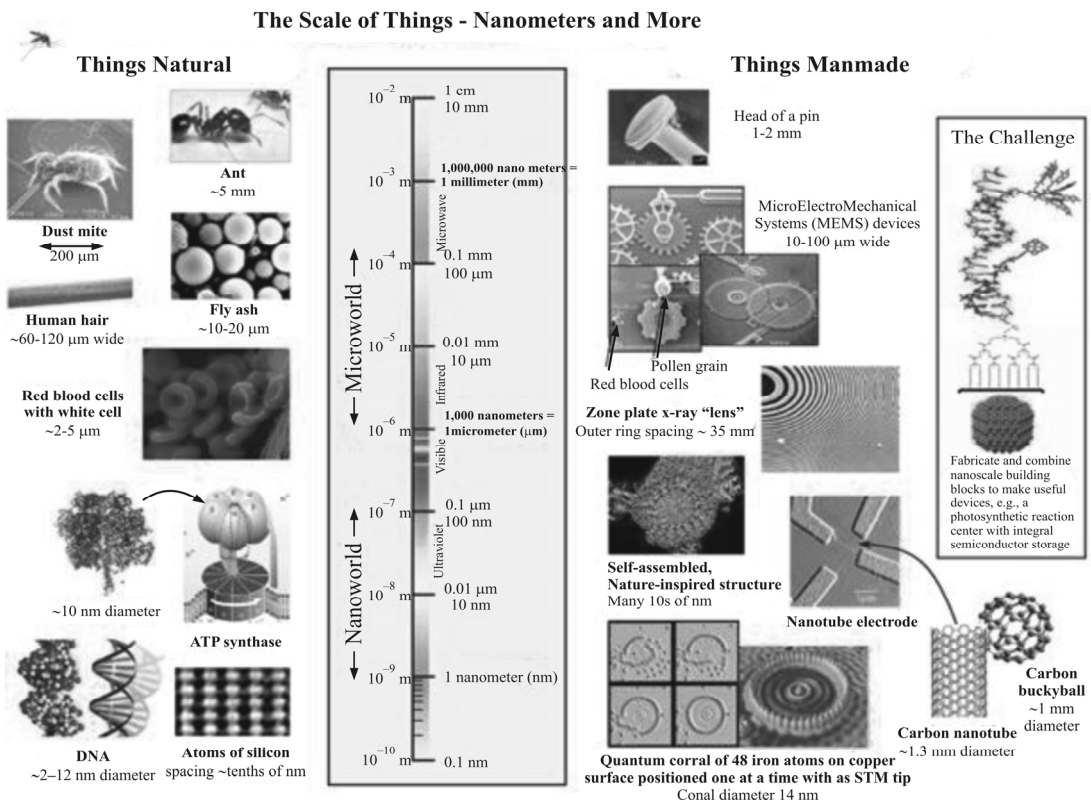 The Scale of Things - Nanometers and More
Things Natural
Ant
~5 mm
Dust mite
200 μm
Human hair
~60-120 μm wide
Fly ash
~10-20 μm
Red blood cells
with white cell
~2-5 μm
~10 nm diameter
ATP synthase
DNA
~2–12 nm diameter
Atoms of silicon
spacing ~tenths of nm
Microworld
Nanoworld
10⁻² m
1 cm
10 mm
10⁻³ m
1,000,000 nano meters =
1 millimeter (mm)
Microwave
10⁻⁴ m
0.1 mm
100 μm
10⁻⁵ m
0.01 mm
10 μm
Infrared
10⁻⁶ m
1,000 nanometers =
1micrometer (μm)
Visible
10⁻⁷ m
0.1 μm
100 nm
Ultraviolet
10⁻⁸ m
0.01 μm
10 nm
10⁻⁹ m
1 nanometer (nm)
10⁻¹⁰ m
0.1 nm
Things Manmade
Head of a pin
1-2 mm
MicroElectroMechanical
Systems (MEMS) devices
10-100 μm wide
Pollen grain
Red blood cells
Zone plate x-ray “lens”
Outer ring spacing ~ 35 mm
Self-assembled,
Nature-inspired structure
Many 10s of nm
Nanotube electrode
Quantum corral of 48 iron atoms on copper
surface positioned one at a time with as STM tip
Conal diameter 14 nm
Carbon nanotube
~1.3 mm diameter
Carbon
buckyball
~1 mm
diameter
The Challenge
Fabricate and combine
nanoscale building
blocks to make useful
devices, e.g., a
photosynthetic reaction
center with integral
semiconductor storage